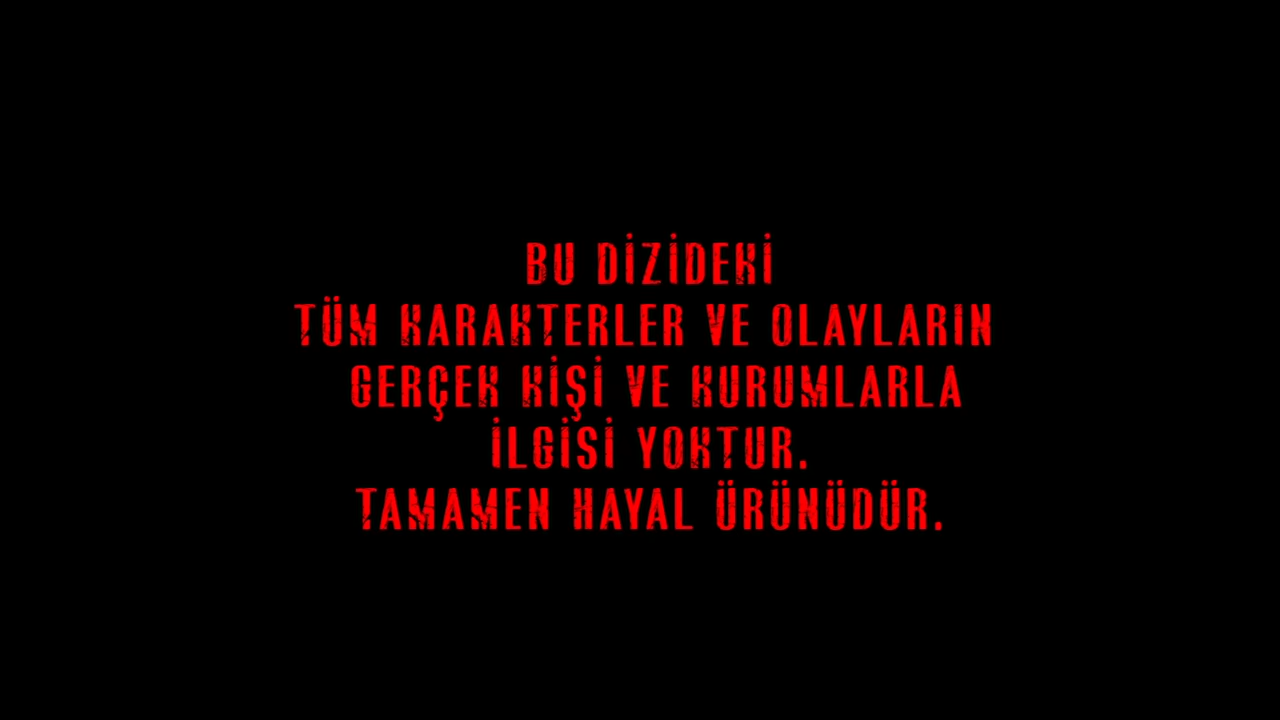 BU DİZİDEKİ
TÜM KARAKTERLER VE OLAYLARIN
GERÇEK KİŞİ VE KURUMLARLA
İLGİSİ YOKTUR.
TAMAMEN HAYAL ÜRÜNÜDÜR.